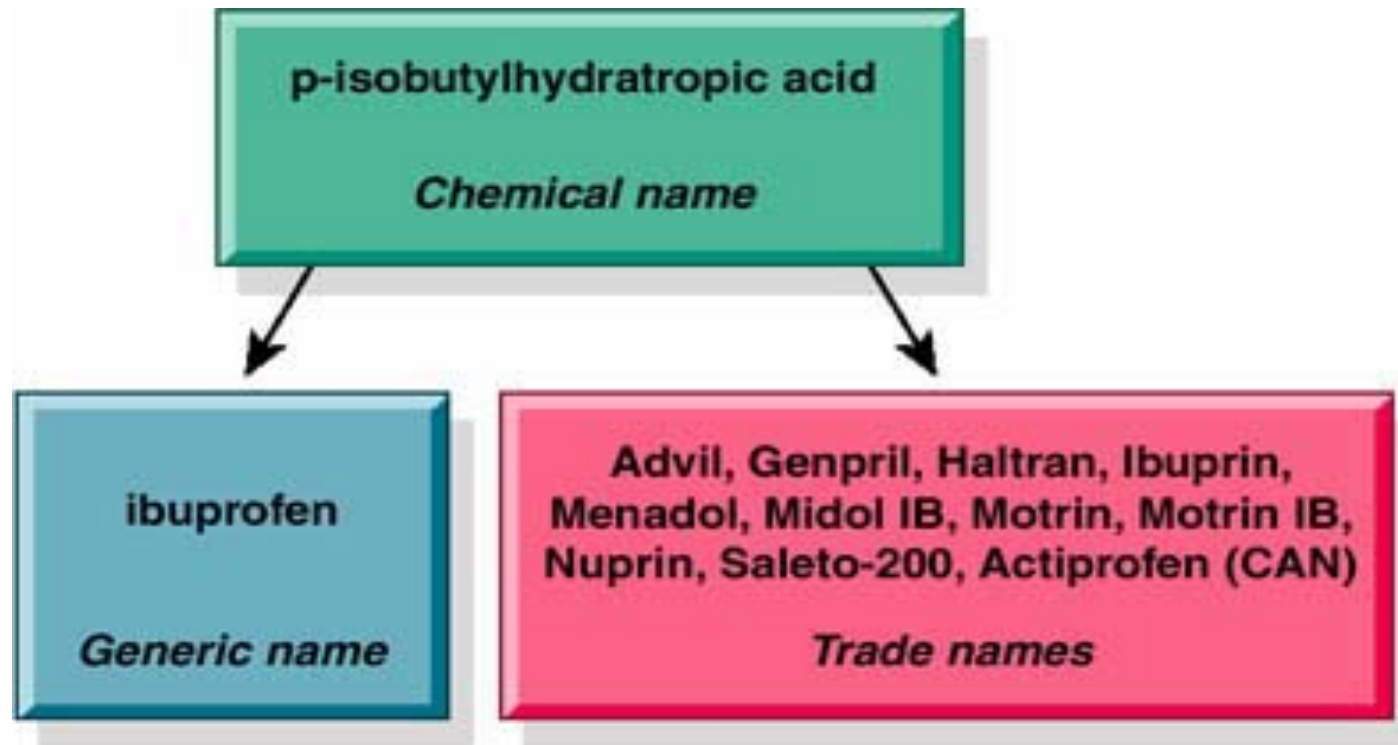 p-isobutylhydratropic acid
Chemical name
ibuprofen
Generic name
Advil, Genpril, Haltran, Ibuprin,
Menadol, Midol IB, Motrin, Motrin IB,
Nuprin, Saleto-200, Actiprofen (CAN)
Trade names